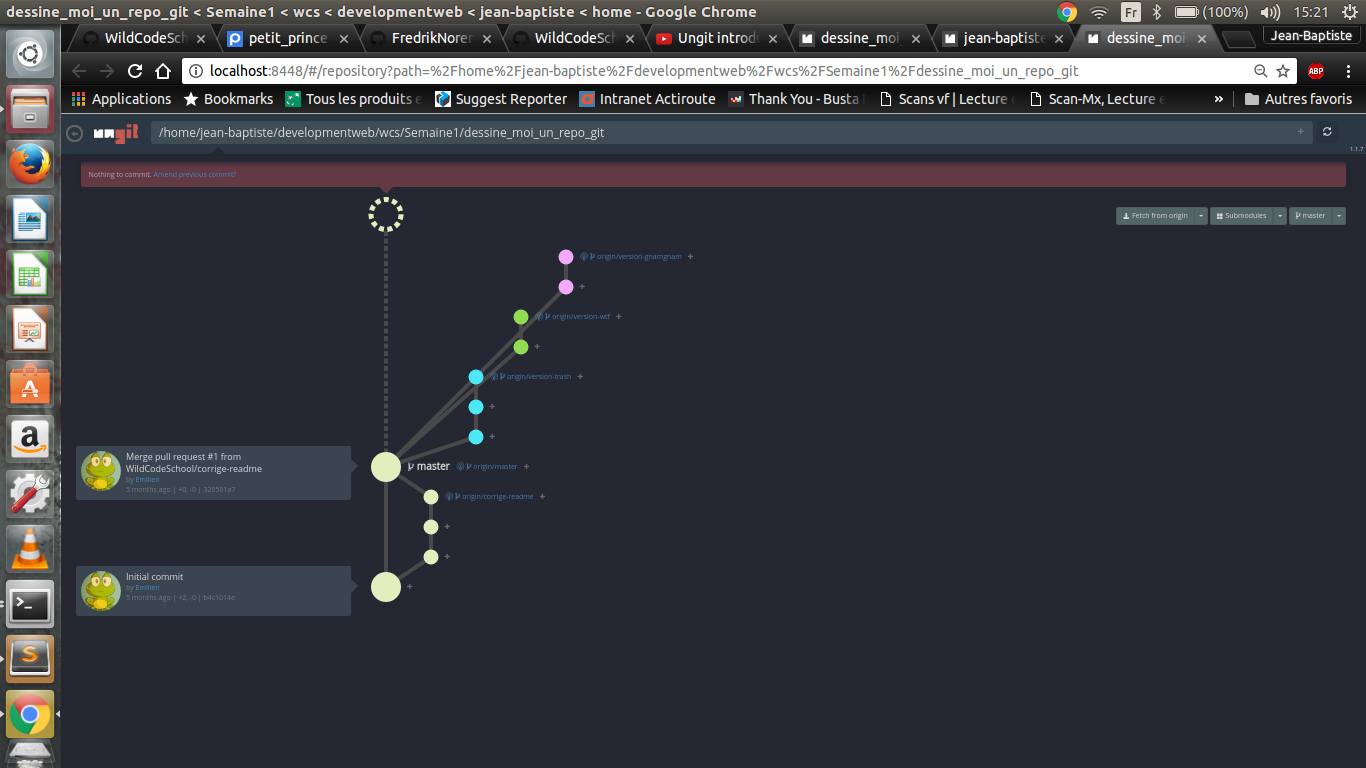 dessine_moi_un_repo_git < Semaine1 < wcs < developmentweb < jean-baptiste < home - Google Chrome
Fr (100%) 15:21
WildCodeSch petit_prince FredrikNoren WildCodeSch Ungit introdu dessine_moi jean-baptiste dessine_moi Jean-Baptiste
localhost:8448/#/repository?path=%2Fhome%2Fjean-baptiste%2Fdevelopmentweb%2Fwcs%2FSemaine1%2Fdessine_moi_un_repo_git ABP
Applications Bookmarks Tous les produits e Suggest Reporter Intranet Actiroute Thank You - Busta Scans vf | Lecture Scan-Mx, Lecture e » Autres favoris
ungit /home/jean-baptiste/developmentweb/wcs/Semaine1/dessine_moi_un_repo_git +
1.1.7
Nothing to commit. Amend previous commit?
Fetch from origin Submodules master
origin/version-gnamgnam +
+
origin/version-wtf +
+
origin/version-trash +
+
+
Merge pull request #1 from
WildCodeSchool/corrige-readme
by Emilien
5 months ago | +0, -0 |
master origin/master +
origin/corrige-readme +
+
+
Initial commit
by Emilien
5 months ago | +2, -0 | b4c1014e
+